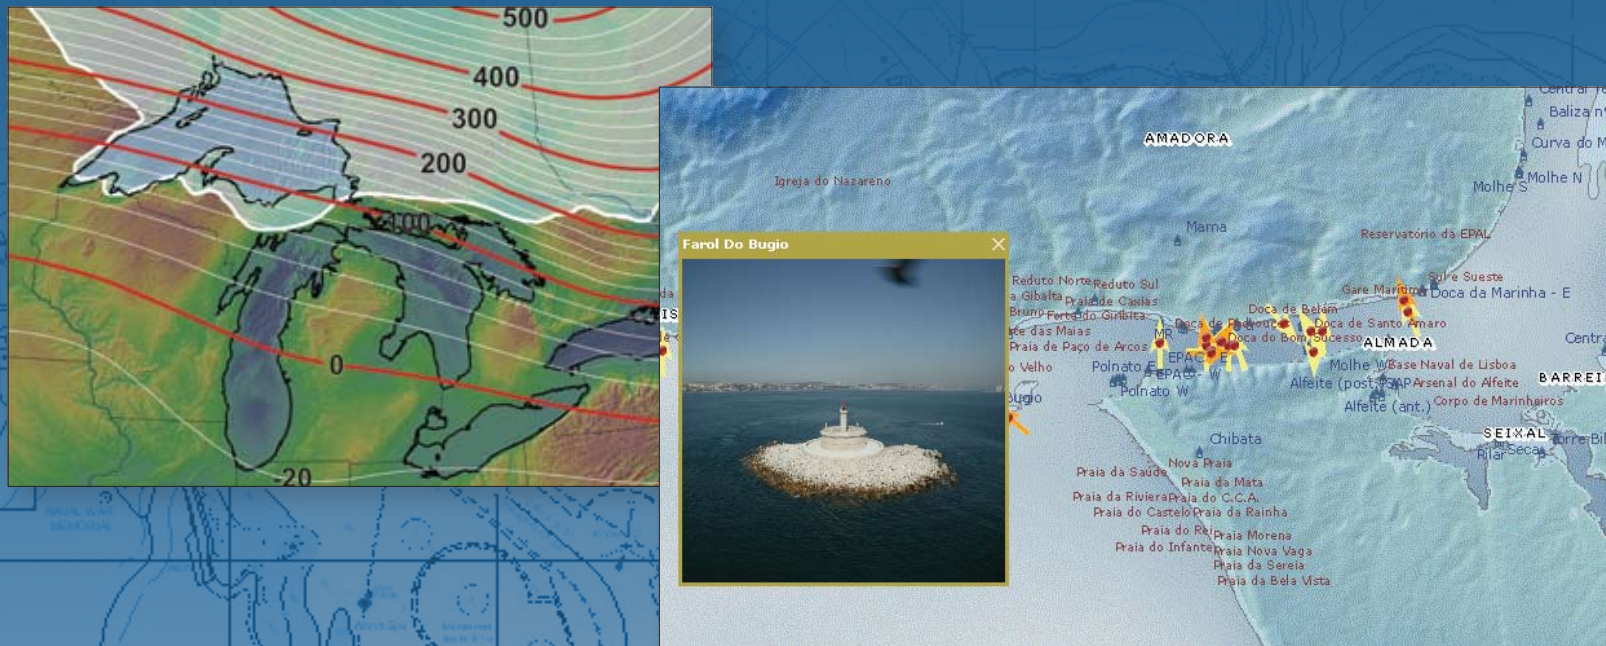 500
400
300
200
100
0
-20
AMADORA
Igreja do Nazareno
Mama
Reservatório da EPAL
Baliza
Curva do M
Molhe N
Molhe S
Farol Do Bugio
Reduto Norte
Reduto Sul
Praia de Caxias
Forte do Giribita
Praia de Paço de Arcos
Velho
Bugio
Polnato W
EPAL - W
Doca de Belém
Doca do Bom Sucesso
Doca de Santo Amaro
Gare Marítima
Sul e Sueste
Doca da Marinha - E
ALMADA
Molhe W
Base Naval de Lisboa
Arsenal do Alfeite
Alfeite (ant.)
Corpo de Marinheiros
BARREI
SEIXAL
Seca
Pilar
Torre
Chibata
Nova Praia
Praia da Saúde
Praia da Mata
Praia da Riviera
Praia do C.C.A.
Praia do Castelo
Praia da Rainha
Praia do Rei
Praia Morena
Praia do Infante
Praia Nova Vaga
Praia da Sereia
Praia da Bela Vista